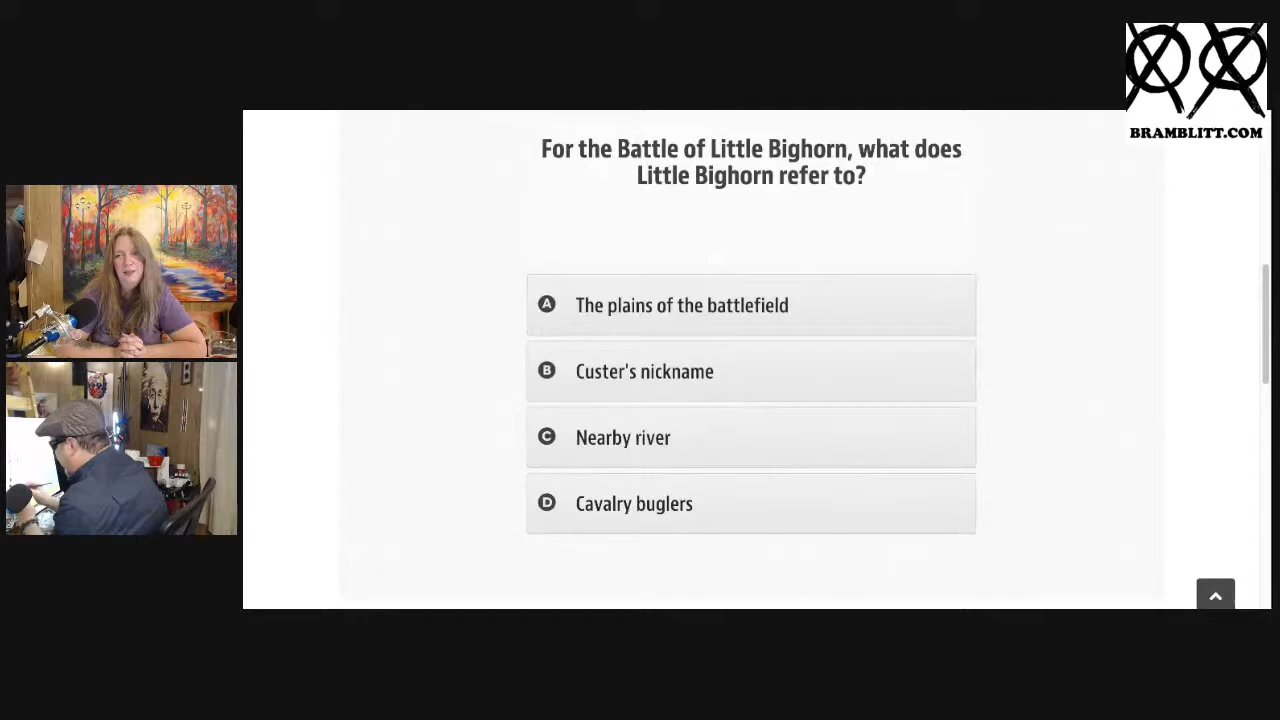 BRAMBLITT.COM
For the Battle of Little Bighorn, what does
Little Bighorn refer to?
A The plains of the battlefield
B Custer's nickname
C Nearby river
D Cavalry buglers